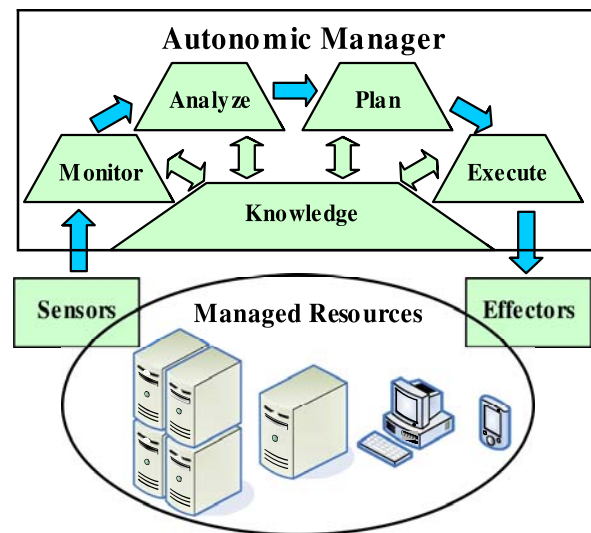 Autonomic Manager
Analyze
Plan
Monitor
Execute
Knowledge
Sensors
Managed Resources
Effectors